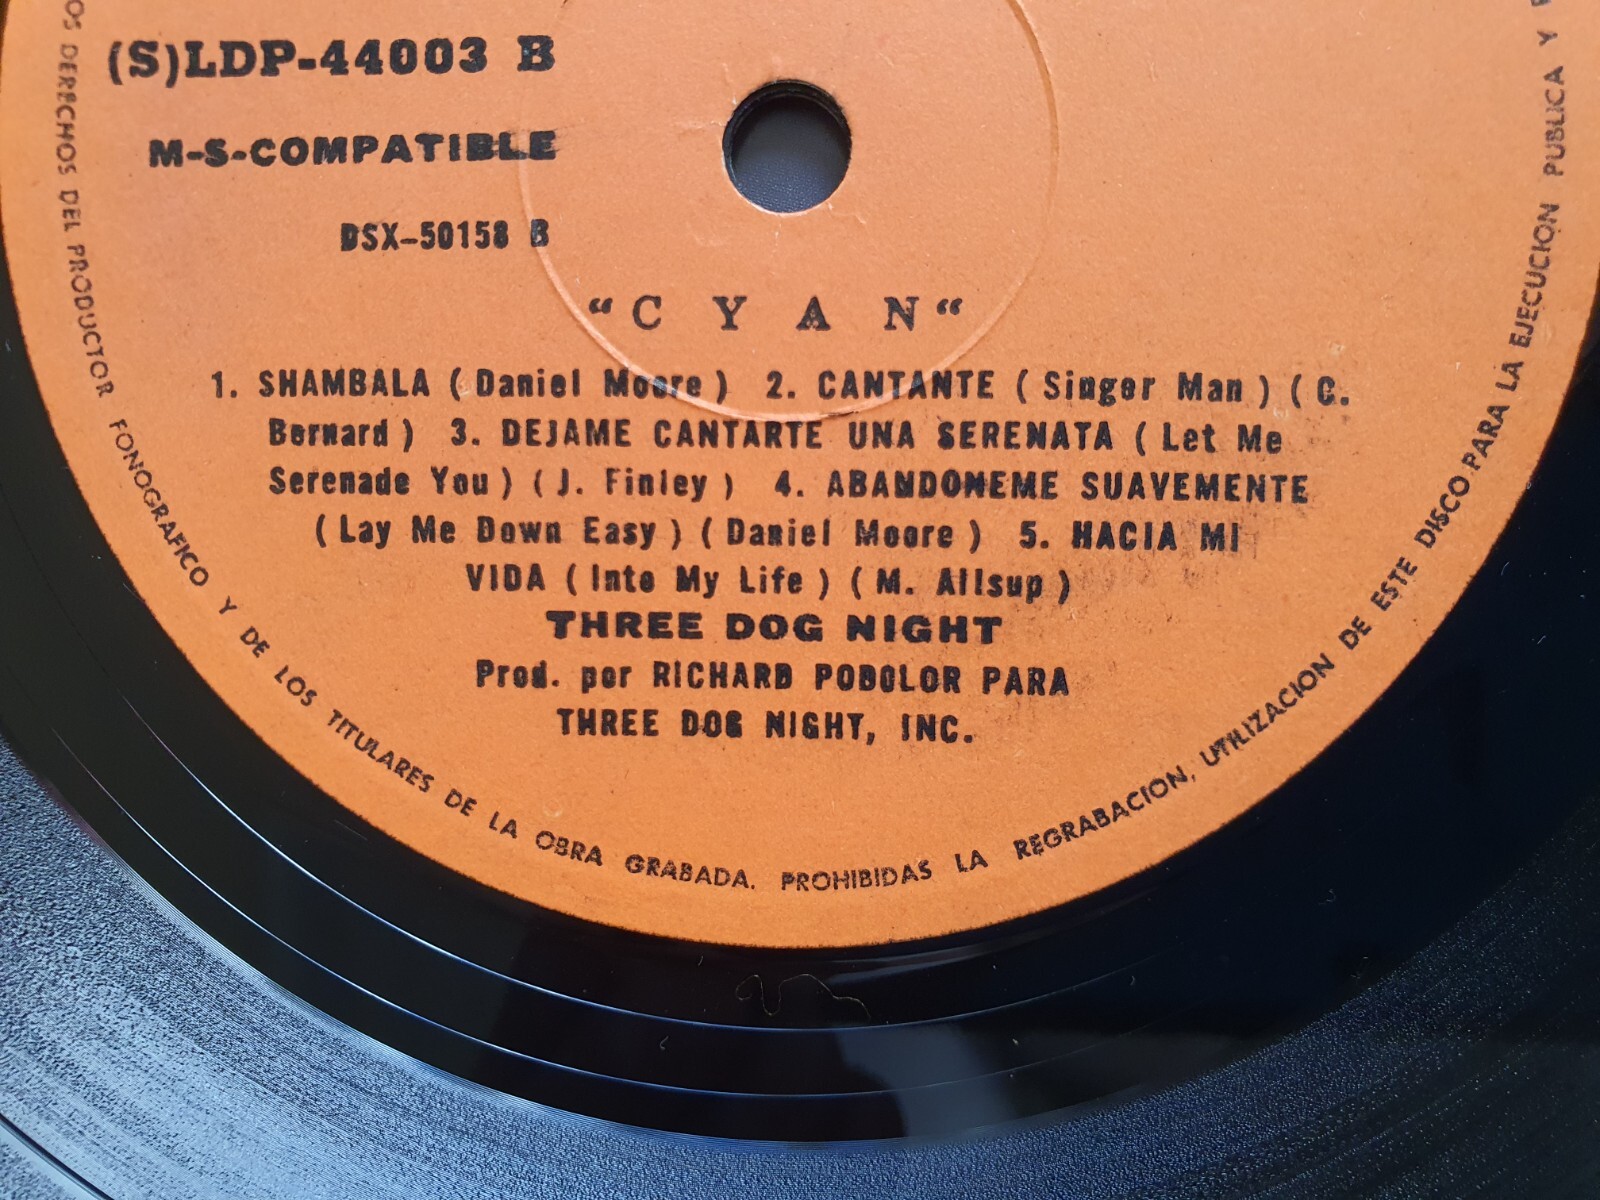 (S)LDP-44003 B
M-S-COMPATIBLE
DSX-50158 B
"C Y A N"
1. SHAMBALA ( Daniel Moore ) 2. CANTANTE ( Singer Man ) ( C.
Bernard ) 3. DEJAME CANTARTE UNA SERENATA ( Let Me
Serenade You ) ( J. Finley ) 4. ABANDONEME SUAVEMENTE
( Lay Me Down Easy ) ( Daniel Moore ) 5. HACIA MI
VIDA ( Into My Life ) ( M. Allsup )
THREE DOG NIGHT
Prod. por RICHARD PODOLOR PARA
THREE DOG NIGHT, INC.
OS DERECHOS DEL PRODUCTOR FONOGRAFICO Y DE LOS TITULARES DE LA OBRA GRABADA. PROHIBIDAS LA REGRABACION, UTILIZACION DE ESTE DISCO PARA LA EJECUCION PUBLICA Y